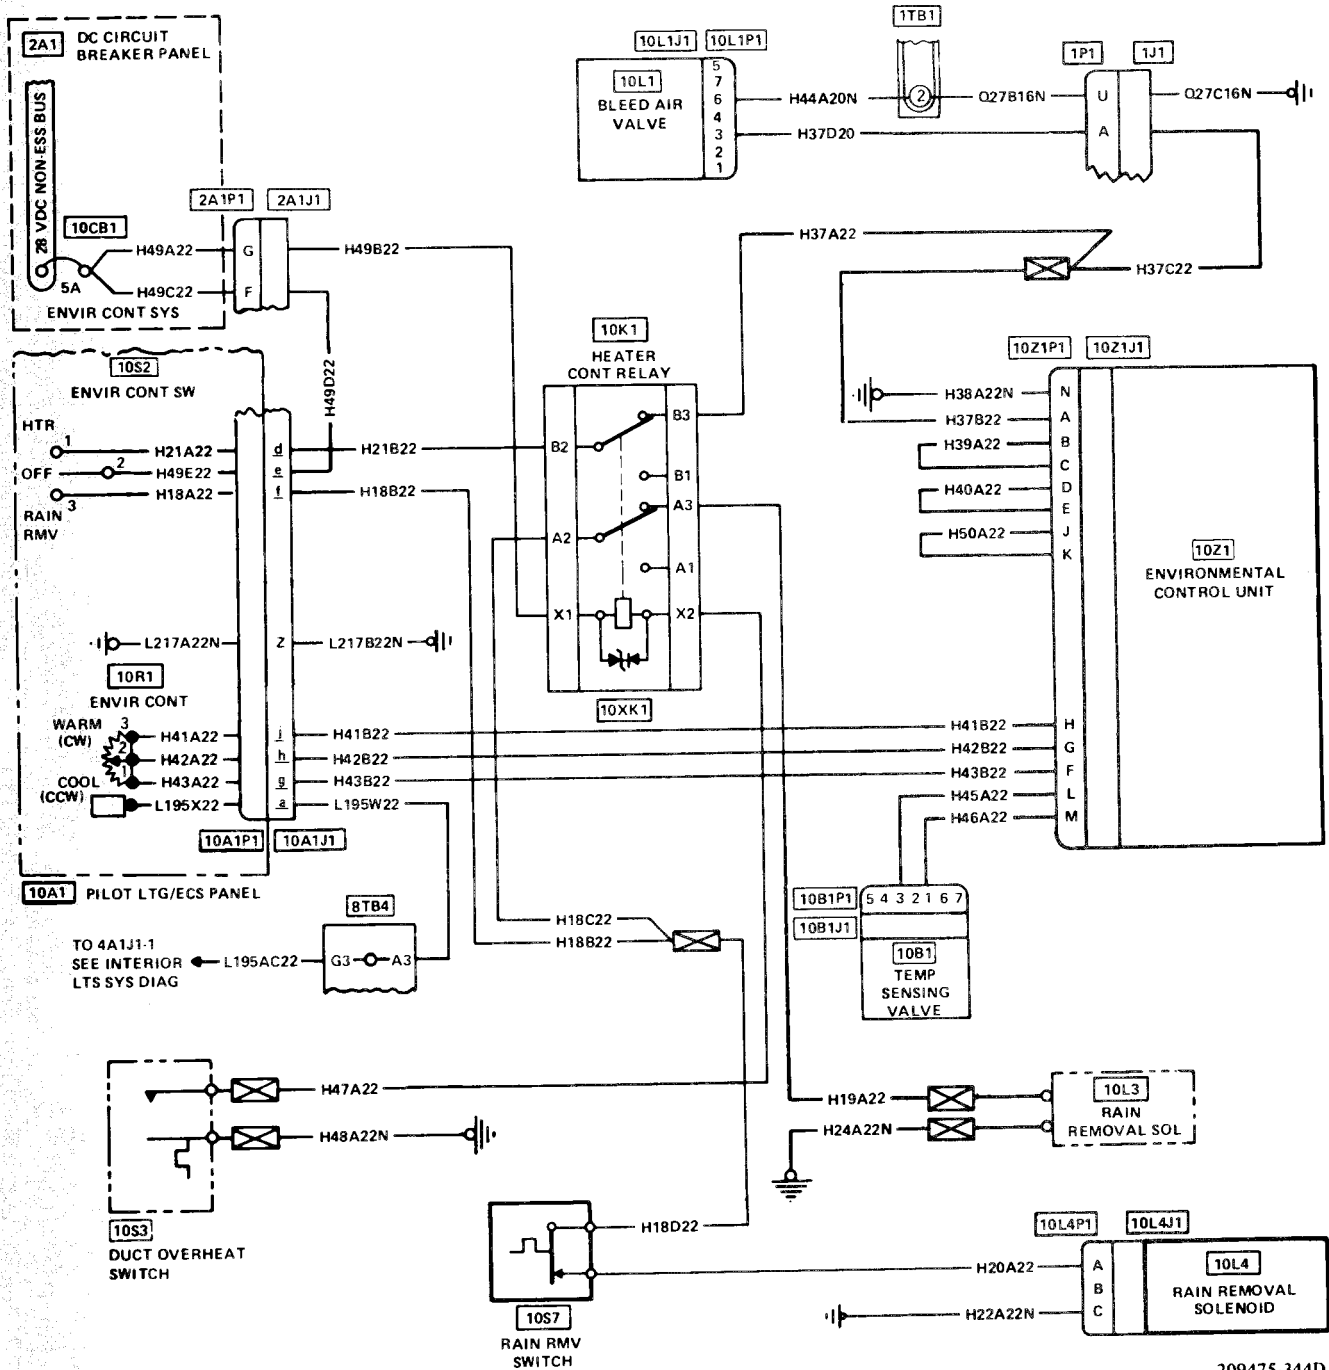 2A1
DC CIRCUIT
BREAKER PANEL
28 VDC NON-ESS BUS
10CB1
5A
H49A22
H49C22
ENVIR CONT SYS
2A1P1
2A1J1
G
F
H49B22
H49D22
10L1J1
10L1P1
10L1
BLEED AIR
VALVE
5
7
6
4
3
2
1
H44A20N
H37D20
1TB1
2
Q27B16N
1P1
1J1
U
A
Q27C16N
H37A22
H37C22
10S2
ENVIR CONT SW
HTR
1
OFF
2
RAIN
RMV
3
H21A22
H49E22
H18A22
d
e
f
H21B22
H18B22
10K1
HEATER
CONT RELAY
B2
B3
B1
A3
A2
A1
X1
X2
10XK1
10Z1P1
10Z1J1
H38A22N
N
H37B22
A
H39A22
B
C
H40A22
D
E
H50A22
J
K
10Z1
ENVIRONMENTAL
CONTROL UNIT
L217A22N
Z
L217B22N
10R1
ENVIR CONT
WARM
(CW)
3
2
1
COOL
(CCW)
H41A22
H42A22
H43A22
L195X22
j
h
g
a
H41B22
H42B22
H43B22
L195W22
H41B22
H
H42B22
G
H43B22
F
H45A22
L
H46A22
M
10A1P1
10A1J1
10A1
PILOT LTG/ECS PANEL
8TB4
G3
A3
TO 4A1J1-1
SEE INTERIOR
LTS SYS DIAG
L195AC22
H18C22
H18B22
10B1P1
5 4 3 2 1 6 7
10B1J1
10B1
TEMP
SENSING
VALVE
H47A22
H48A22N
10S3
DUCT OVERHEAT
SWITCH
H19A22
H24A22N
10L3
RAIN
REMOVAL SOL
H18D22
10S7
RAIN RMV
SWITCH
10L4P1
10L4J1
H20A22
A
B
H22A22N
C
10L4
RAIN REMOVAL
SOLENOID
209475-344D